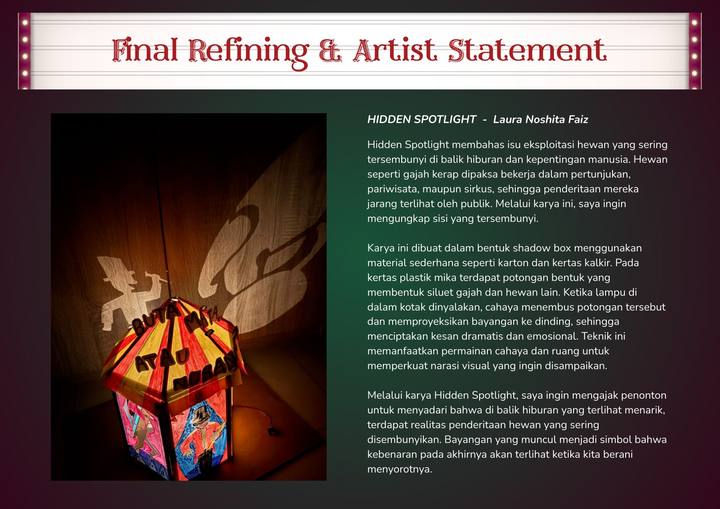 Final Refining & Artist Statement
HIDDEN SPOTLIGHT - Laura Noshita Faiz
Hidden Spotlight membahas isu eksploitasi hewan yang sering
tersembunyi di balik hiburan dan kepentingan manusia. Hewan
seperti gajah kerap dipaksa bekerja dalam pertunjukan,
pariwisata, maupun sirkus, sehingga penderitaan mereka
jarang terlihat oleh publik. Melalui karya ini, saya ingin
mengungkap sisi yang tersembunyi.
Karya ini dibuat dalam bentuk shadow box menggunakan
material sederhana seperti karton dan kertas kalkir. Pada
kertas plastik mika terdapat potongan bentuk yang
membentuk siluet gajah dan hewan lain. Ketika lampu di
dalam kotak dinyalakan, cahaya menembus potongan tersebut
dan memproyeksikan bayangan ke dinding, sehingga
menciptakan kesan dramatis dan emosional. Teknik ini
memanfaatkan permainan cahaya dan ruang untuk
memperkuat narasi visual yang ingin disampaikan.
Melalui karya Hidden Spotlight, saya ingin mengajak penonton
untuk menyadari bahwa di balik hiburan yang terlihat menarik,
terdapat realitas penderitaan hewan yang sering
disembunyikan. Bayangan yang muncul menjadi simbol bahwa
kebenaran pada akhirnya akan terlihat ketika kita berani
menyorotnya.
ATAU